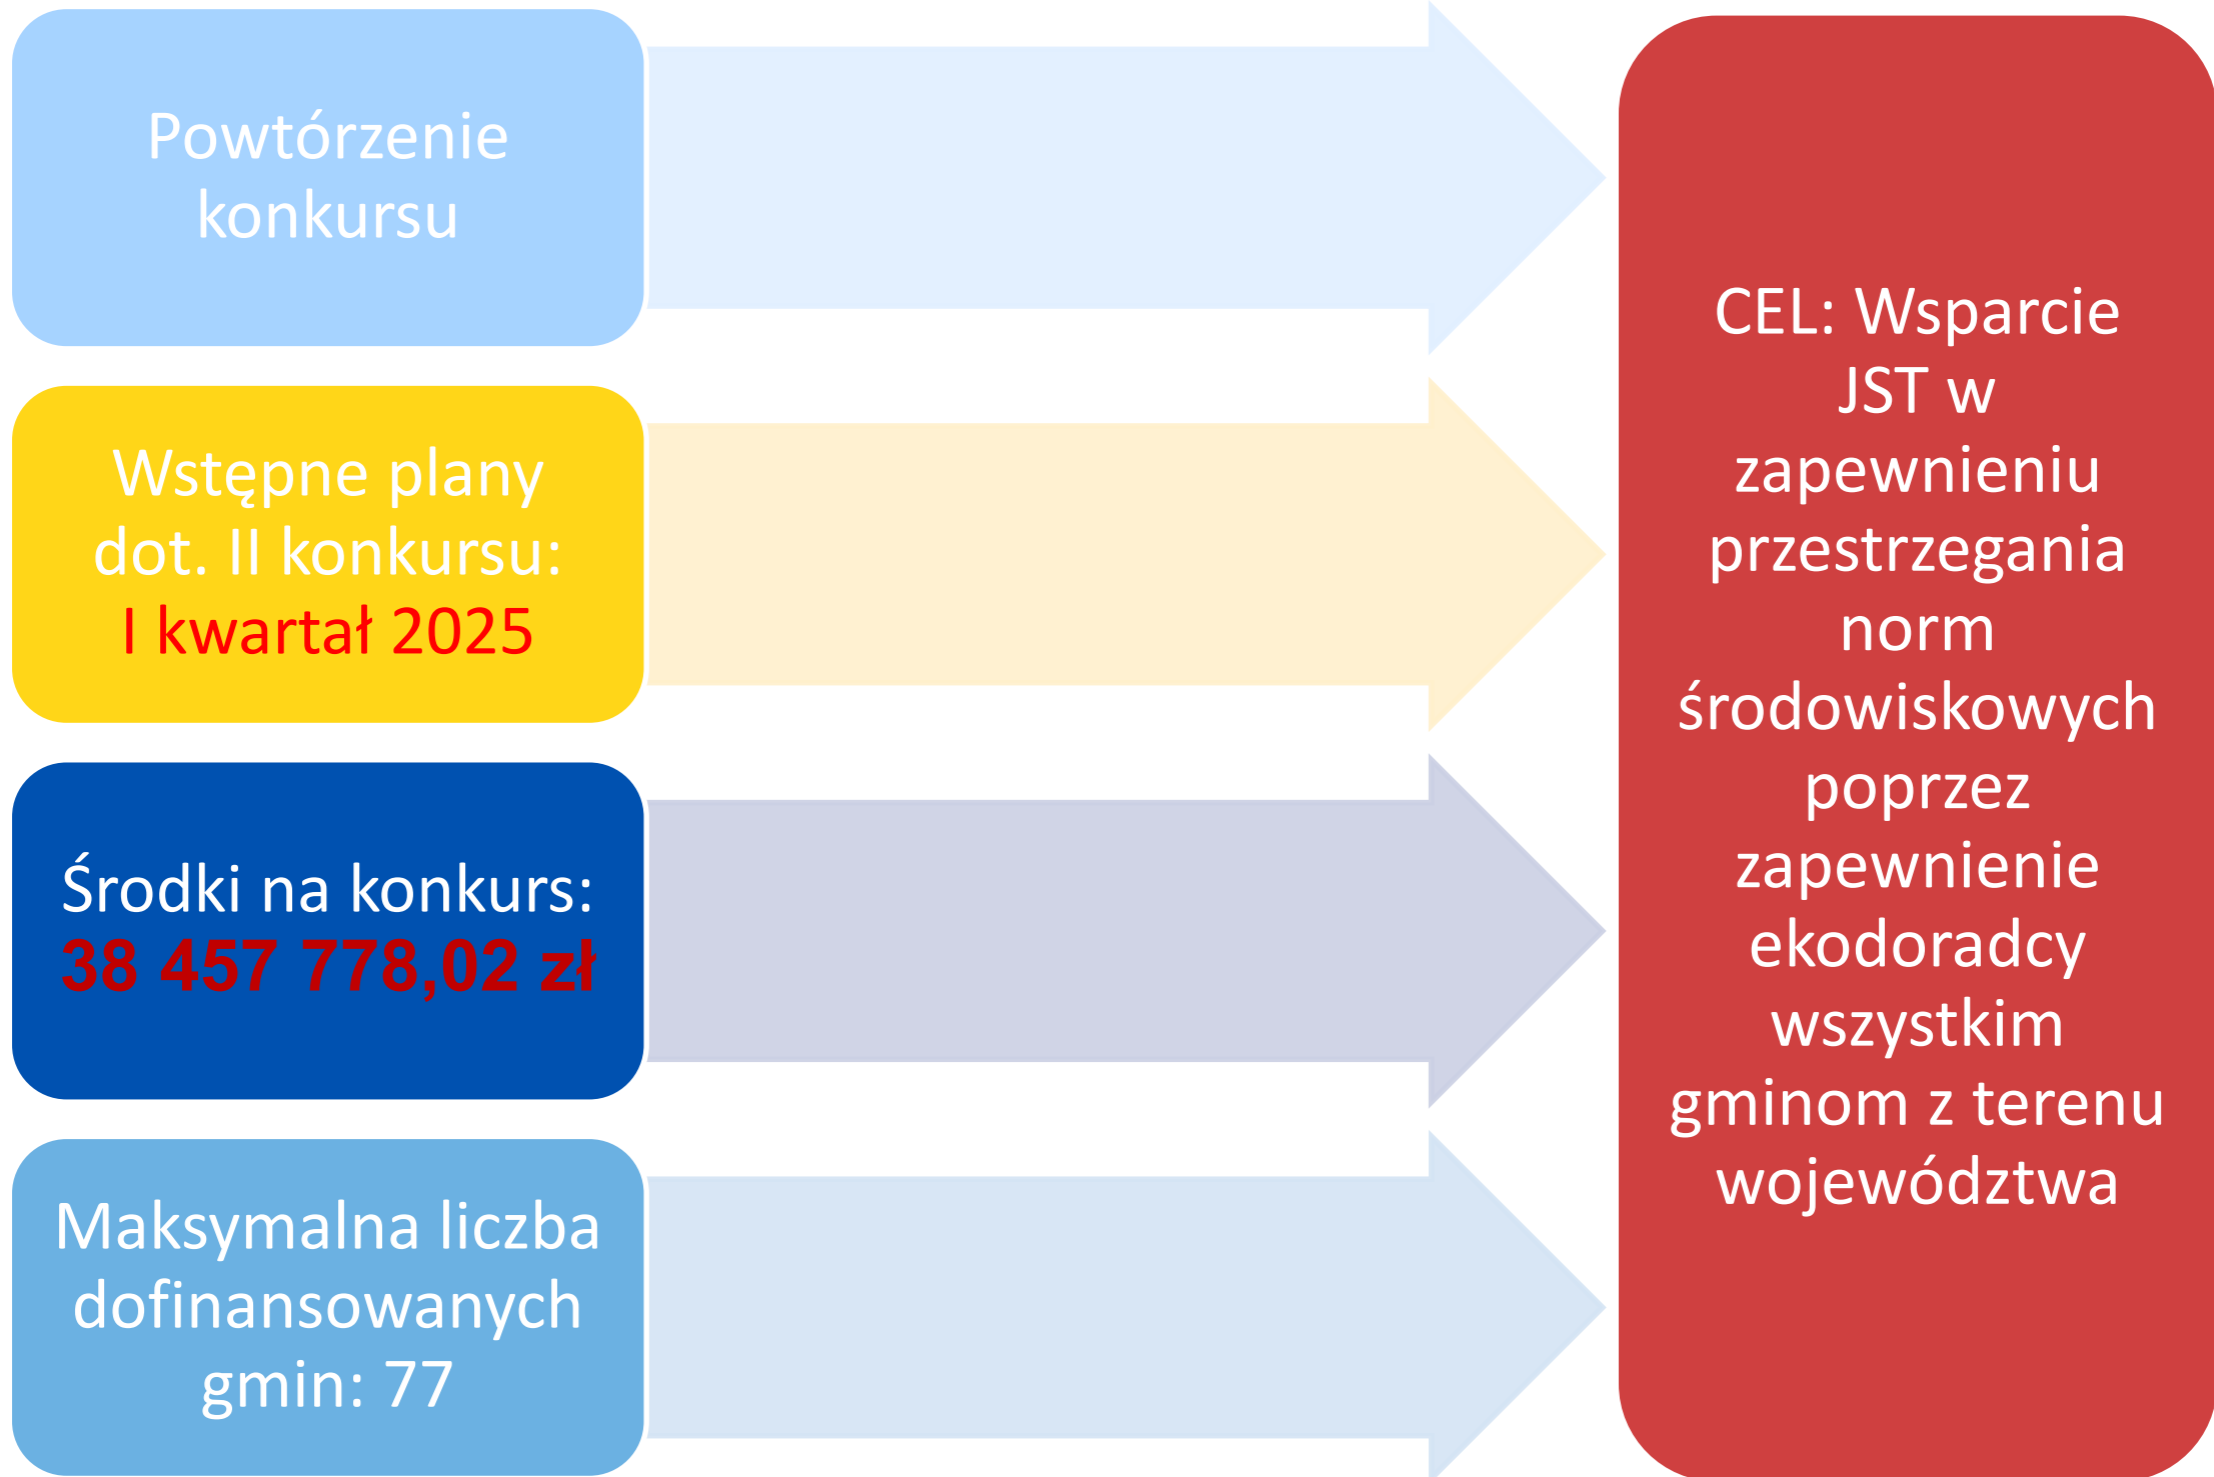 Powtórzenie
konkursu
Wstępne plany
dot. II konkursu:
I kwartał 2025
Środki na konkurs:
38 457 778,02 zł
Maksymalna liczba
dofinansowanych
gmin: 77
CEL: Wsparcie
JST w
zapewnieniu
przestrzegania
norm
środowiskowych
poprzez
zapewnienie
ekodoradcy
wszystkim
gminom z terenu
województwa